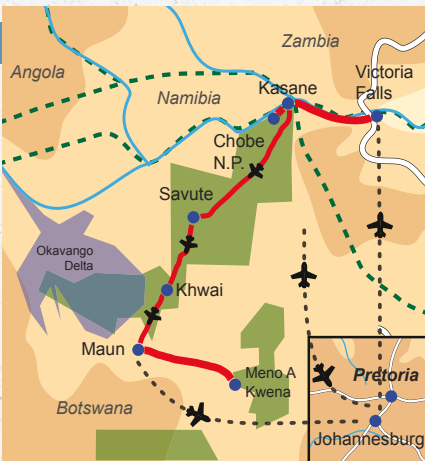 Zambia
Angola
Victoria
Falls
Kasane
Namibia
Chobe
N.P.
Savute
Okavango
Delta
Khwai
Maun
Meno A
Kwena
Pretoria
Botswana
Johannesburg